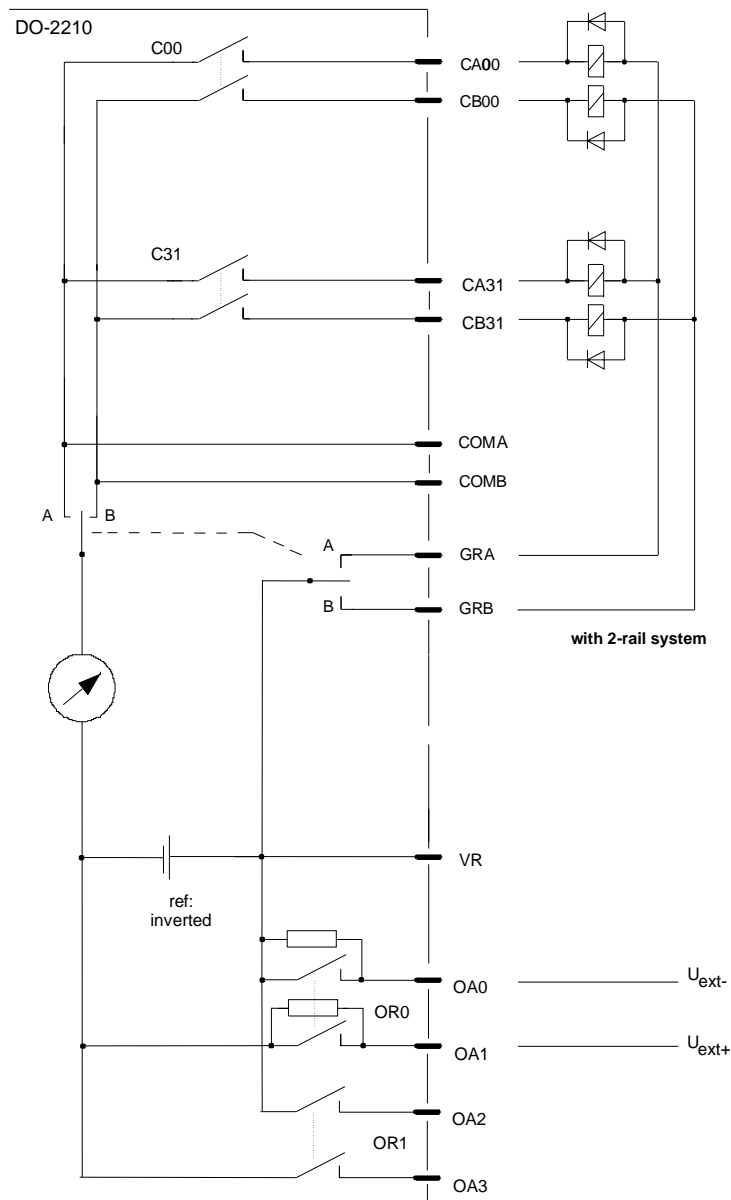 DO-2210
C00
CA00
CB00
C31
CA31
CB31
COMA
COMB
A B
A
GRA
B
GRB
with 2-rail system
VR
ref:
inverted
OA0
Uext-
OR0
OA1
Uext+
OA2
OR1
OA3